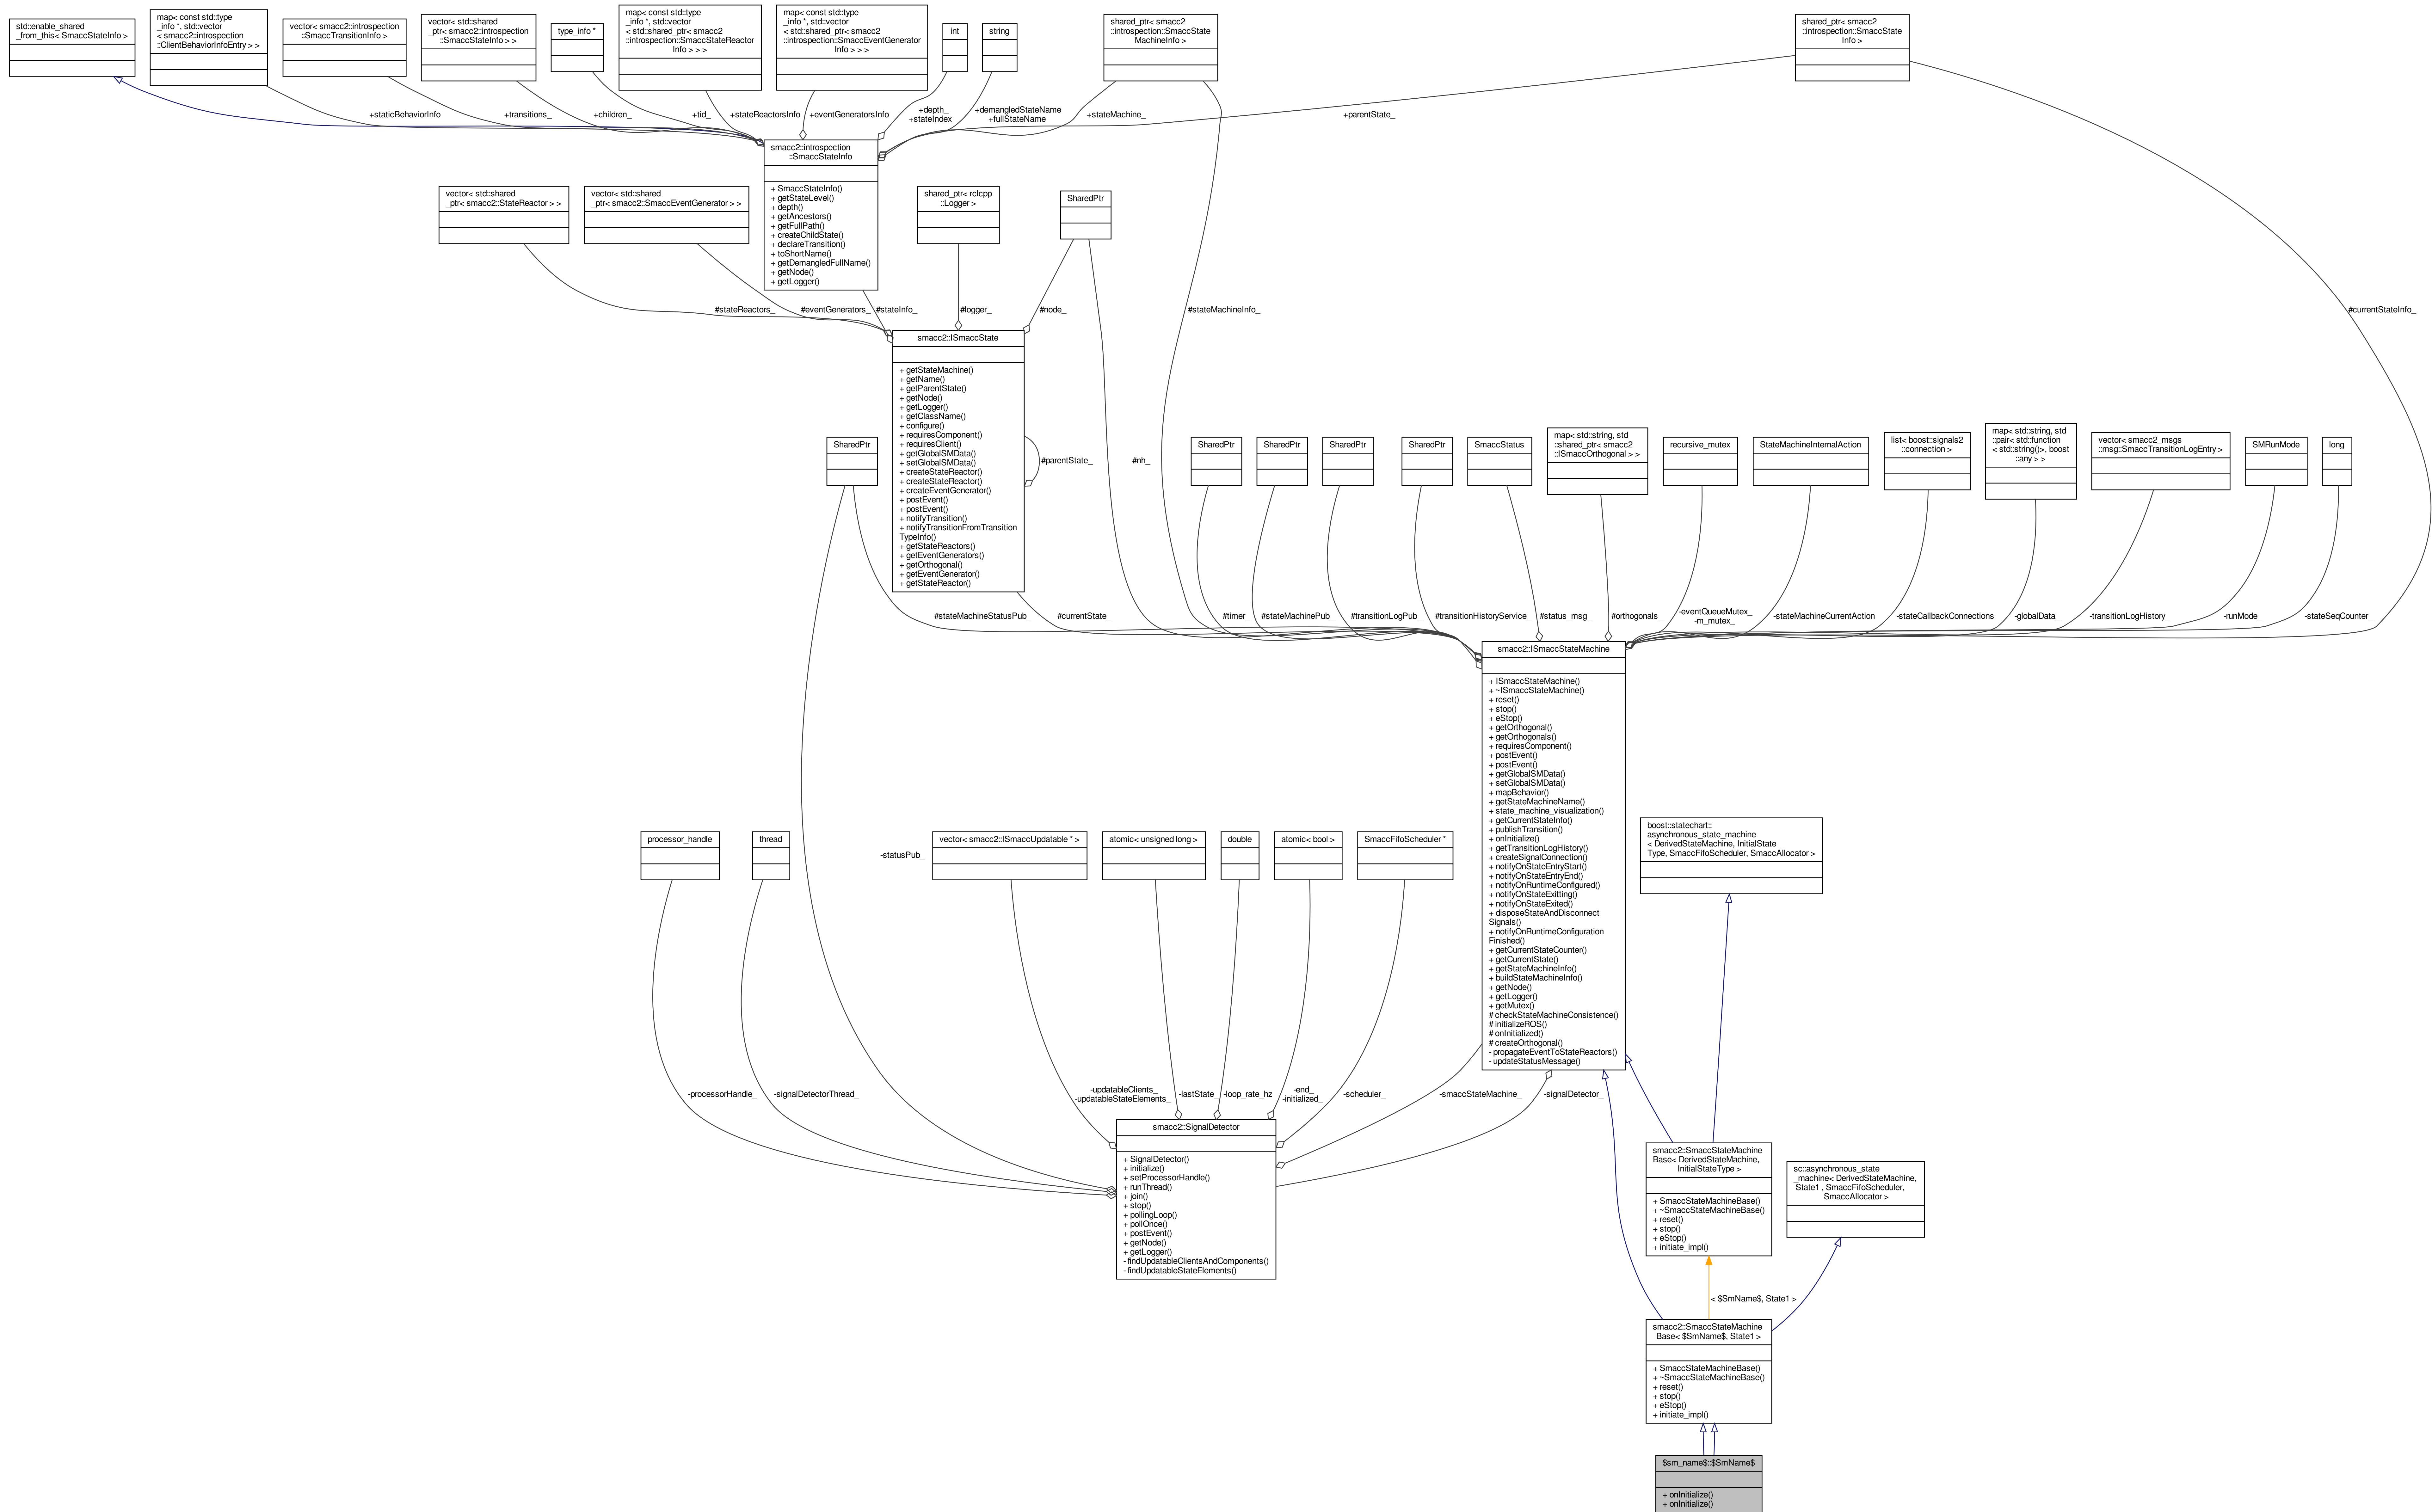 std::enable_shared
_from_this< SmaccStateInfo >
map< const std::type
_info *, std::vector
< smacc2::introspection
::ClientBehaviorInfoEntry > >
vector< smacc2::introspection
::SmaccTransitionInfo >
vector< std::shared
_ptr< smacc2::introspection
::SmaccStateInfo > >
type_info *
map< const std::type
_info *, std::vector
< std::shared_ptr< smacc2
::introspection::SmaccStateReactor
Info > > >
map< const std::type
_info *, std::vector
< std::shared_ptr< smacc2
::introspection::SmaccEventGenerator
Info > > >
int
string
shared_ptr< smacc2
::introspection::SmaccState
MachineInfo >
shared_ptr< smacc2
::introspection::SmaccState
Info >
+staticBehaviorInfo
+transitions_
+children_
+tid_
+stateReactorsInfo
+eventGeneratorsInfo
+depth_
+stateIndex_
+demangledStateName
+fullStateName
+stateMachine_
+parentState_
smacc2::introspection
::SmaccStateInfo
+ SmaccStateInfo()
+ getStateLevel()
+ depth()
+ getAncestors()
+ getFullPath()
+ createChildState()
+ declareTransition()
+ toShortName()
+ getDemangledFullName()
+ getNode()
+ getLogger()
vector< std::shared
_ptr< smacc2::StateReactor > >
vector< std::shared
_ptr< smacc2::SmaccEventGenerator > >
shared_ptr< rclcpp
::Logger >
SharedPtr
#stateReactors_
#eventGenerators_
#stateInfo_
#logger_
#node_
#stateMachineInfo_
#currentStateInfo_
smacc2::ISmaccState
+ getStateMachine()
+ getName()
+ getParentState()
+ getNode()
+ getLogger()
+ getClassName()
+ configure()
+ requiresComponent()
+ requiresClient()
+ getGlobalSMData()
+ setGlobalSMData()
+ createStateReactor()
+ createStateReactor()
+ createEventGenerator()
+ postEvent()
+ postEvent()
+ notifyTransition()
+ notifyTransitionFromTransition
TypeInfo()
+ getStateReactors()
+ getEventGenerators()
+ getOrthogonal()
+ getEventGenerator()
+ getStateReactor()
#parentState_
#nh_
SharedPtr
SharedPtr
SharedPtr
SharedPtr
SharedPtr
SmaccStatus
map< std::string, std
::shared_ptr< smacc2
::ISmaccOrthogonal > >
recursive_mutex
StateMachineInternalAction
list< boost::signals2
::connection >
map< std::string, std
::pair< std::function
< std::string()>, boost
::any > >
vector< smacc2_msgs
::msg::SmaccTransitionLogEntry >
SMRunMode
long
#stateMachineStatusPub_
#currentState_
#timer_
#stateMachinePub_
#transitionLogPub_
#transitionHistoryService_
#status_msg_
#orthogonals_
-eventQueueMutex_
-m_mutex_
-stateMachineCurrentAction
-stateCallbackConnections
-globalData_
-transitionLogHistory_
-runMode_
-stateSeqCounter_
smacc2::ISmaccStateMachine
+ ISmaccStateMachine()
+ ~ISmaccStateMachine()
+ reset()
+ stop()
+ eStop()
+ getOrthogonal()
+ getOrthogonals()
+ requiresComponent()
+ postEvent()
+ postEvent()
+ getGlobalSMData()
+ setGlobalSMData()
+ mapBehavior()
+ getStateMachineName()
+ state_machine_visualization()
+ getCurrentStateInfo()
+ publishTransition()
+ onInitialize()
+ getTransitionLogHistory()
+ createSignalConnection()
+ notifyOnStateEntryStart()
+ notifyOnStateEntryEnd()
+ notifyOnRuntimeConfigured()
+ notifyOnStateExitting()
+ notifyOnStateExited()
+ disposeStateAndDisconnect
Signals()
+ notifyOnRuntimeConfiguration
Finished()
+ getCurrentStateCounter()
+ getCurrentState()
+ getStateMachineInfo()
+ buildStateMachineInfo()
+ getNode()
+ getLogger()
+ getMutex()
# checkStateMachineConsistence()
# initializeROS()
# onInitialized()
# createOrthogonal()
- propagateEventToStateReactors()
- updateStatusMessage()
processor_handle
thread
-statusPub_
vector< smacc2::ISmaccUpdatable * >
atomic< unsigned long >
double
atomic< bool >
SmaccFifoScheduler *
boost::statechart::
asynchronous_state_machine
< DerivedStateMachine, InitialState
Type, SmaccFifoScheduler, SmaccAllocator >
-processorHandle_
-signalDetectorThread_
-updatableClients_
-updatableStateElements_
-lastState_
-loop_rate_hz
-end_
-initialized_
-scheduler_
-smaccStateMachine_
-signalDetector_
smacc2::SignalDetector
+ SignalDetector()
+ initialize()
+ setProcessorHandle()
+ runThread()
+ join()
+ stop()
+ pollingLoop()
+ pollOnce()
+ postEvent()
+ getNode()
+ getLogger()
- findUpdatableClientsAndComponents()
- findUpdatableStateElements()
smacc2::SmaccStateMachine
Base< DerivedStateMachine,
InitialStateType >
+ SmaccStateMachineBase()
+ ~SmaccStateMachineBase()
+ reset()
+ stop()
+ eStop()
+ initiate_impl()
sc::asynchronous_state
_machine< DerivedStateMachine,
State1 , SmaccFifoScheduler,
SmaccAllocator >
< $SmName$, State1 >
smacc2::SmaccStateMachine
Base< $SmName$, State1 >
+ SmaccStateMachineBase()
+ ~SmaccStateMachineBase()
+ reset()
+ stop()
+ eStop()
+ initiate_impl()
$sm_name$::$SmName$
+ onInitialize()
+ onInitialize()